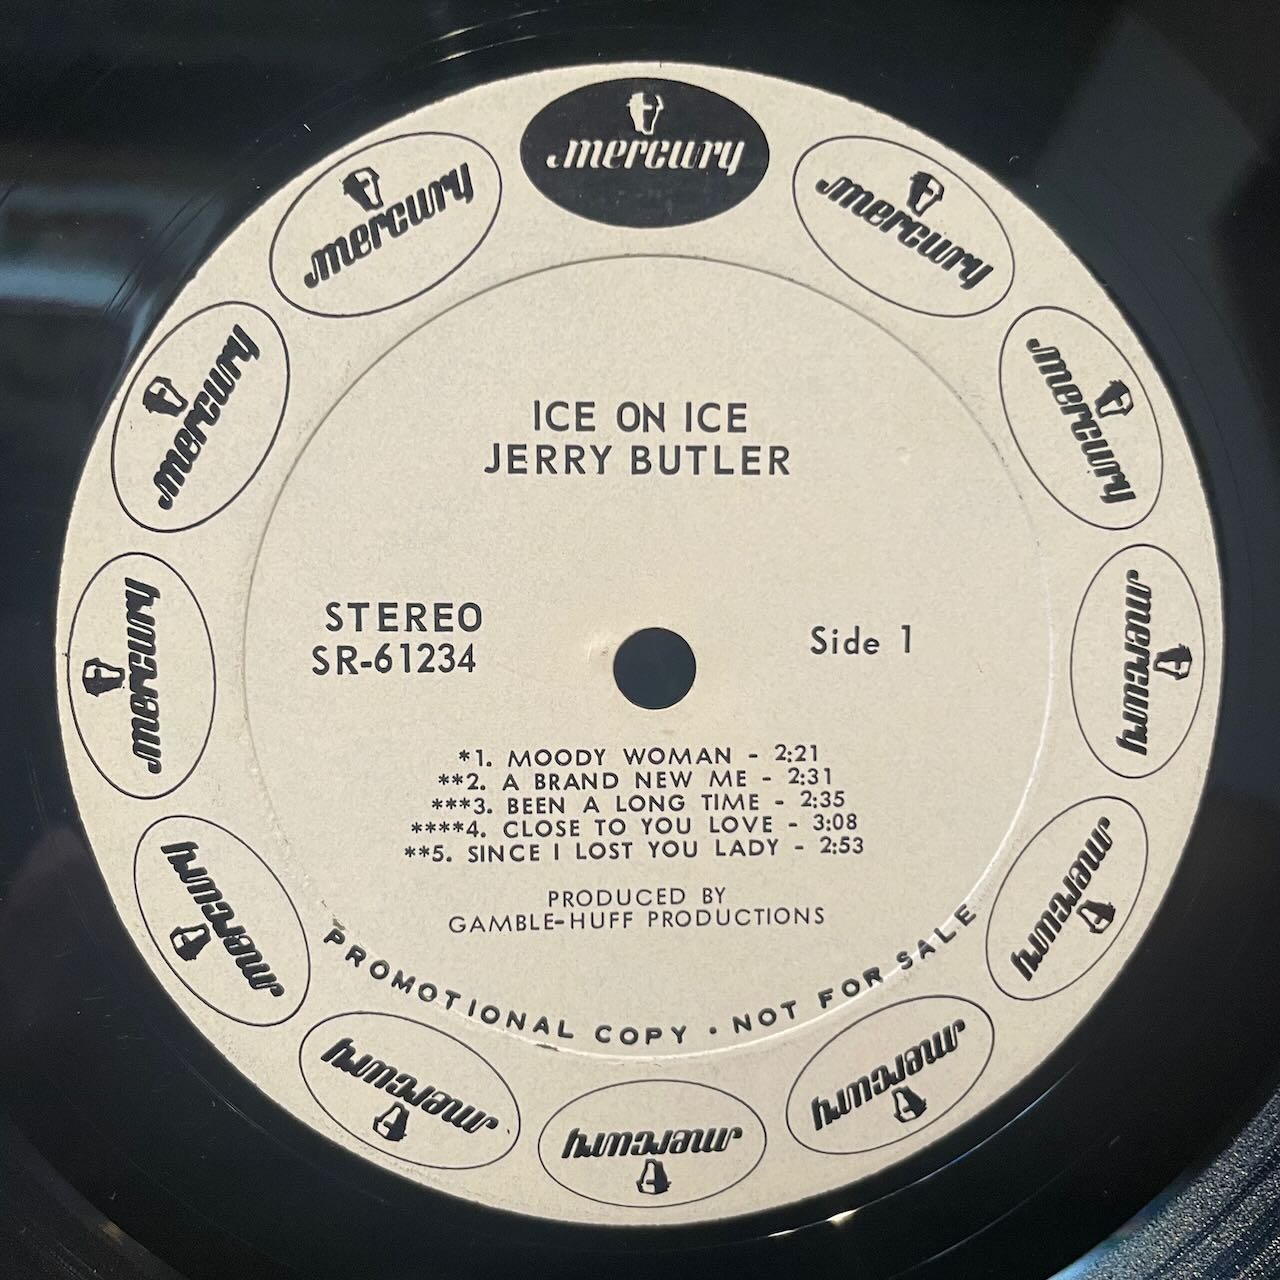 mercury
mercury
mercury
mercury
mercury
mercury
mercury
mercury
mercury
mercury
mercury
mercury
ICE ON ICE
JERRY BUTLER
STEREO
SR-61234
Side 1
*1. MOODY WOMAN - 2:21
**2. A BRAND NEW ME - 2:31
***3. BEEN A LONG TIME - 2:35
****4. CLOSE TO YOU LOVE - 3:08
**5. SINCE I LOST YOU LADY - 2:53
PRODUCED BY
GAMBLE-HUFF PRODUCTIONS
PROMOTIONAL COPY · NOT FOR SALE